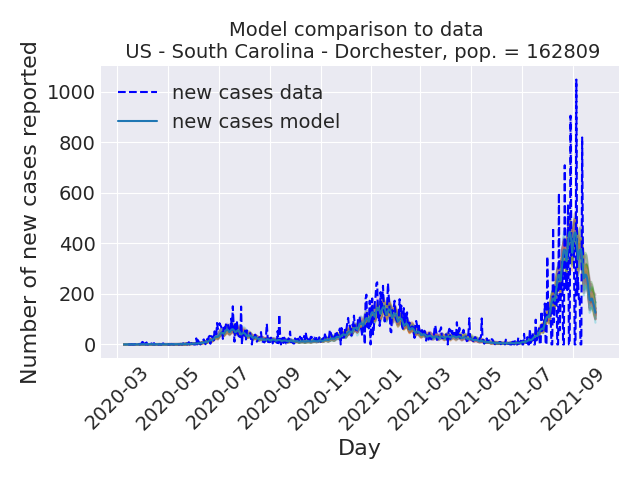 Model comparison to data
US - South Carolina - Dorchester, pop. = 162809
Number of new cases reported
1000
800
600
400
200
0
new cases data
new cases model
2020-03
2020-05
2020-07
2020-09
2020-11
2021-01
2021-03
2021-05
2021-07
2021-09
Day